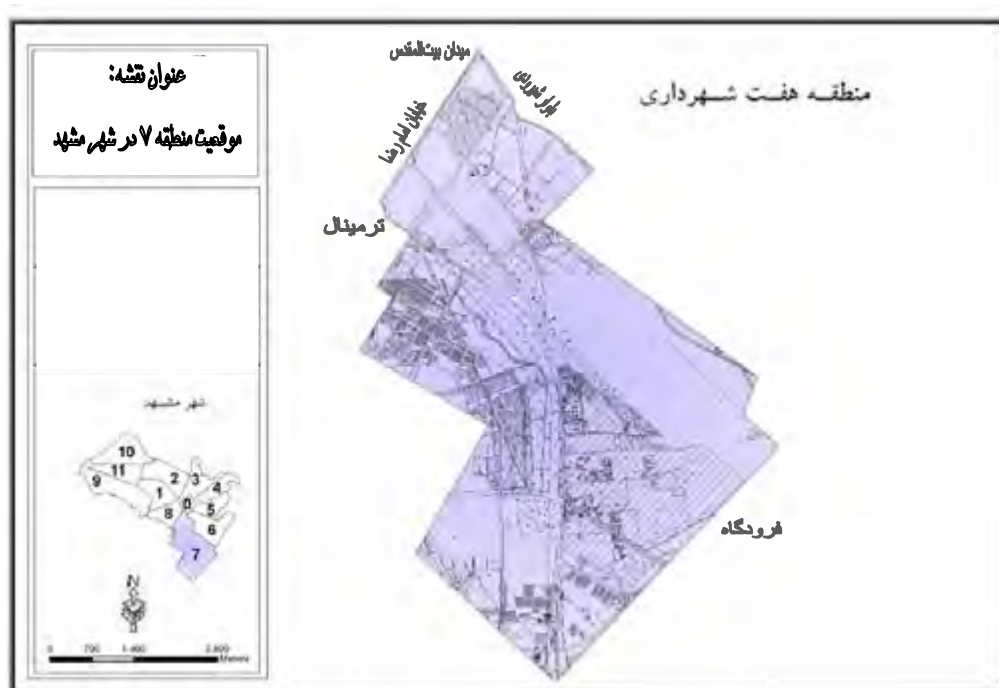 عنوان نقشه:
موقعیت منطقه ۷ در شهر مشهد
منطقه هفت شهرداری
میدان بیت‌المقدس
خیابان امام رضا
بلوار
ترمینال
فرودگاه
شهر مشهد
10
11
9
2
3
4
1
0
5
8
6
7
N
0 700 1,400 2,800
Meters